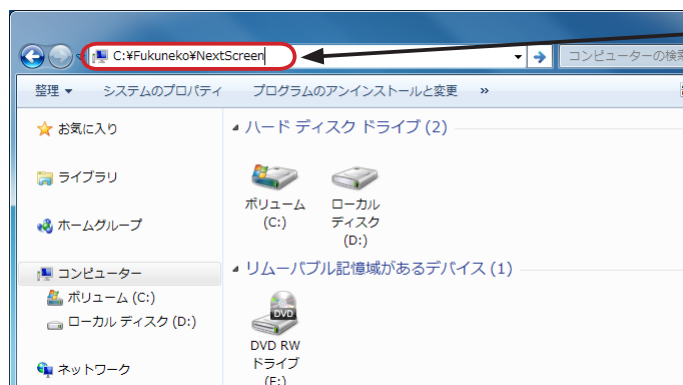 C:¥Fukuneko¥NextScreen
コンピューターの検索
整理 システムのプロパティ プログラムのアンインストールと変更 »
お気に入り
ライブラリ
ホームグループ
コンピューター
ボリューム (C:)
ローカル ディスク (D:)
ネットワーク
ハード ディスク ドライブ (2)
ボリューム
(C:)
ローカル
ディスク
(D:)
リムーバブル記憶域があるデバイス (1)
DVD
DVD RW
ドライブ
(E:)